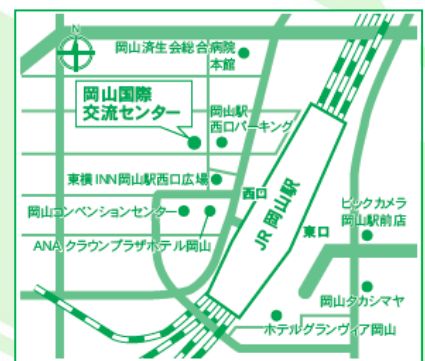 N
岡山済生会総合病院
本館
岡山国際
交流センター
岡山駅
西口パーキング
東横INN岡山駅西口広場
西口
JR 岡山駅
東口
岡山コンベンションセンター
ANA クラウンプラザホテル岡山
ビックカメラ
岡山駅前店
岡山タカシマヤ
ホテルグランヴィア岡山